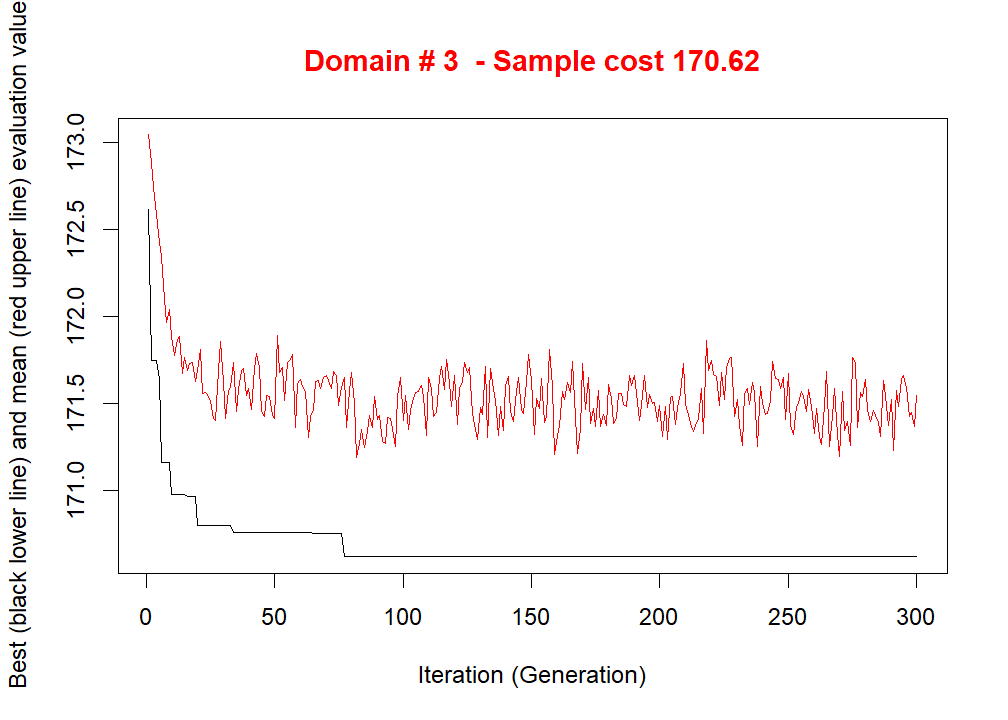 Domain # 3  - Sample cost 170.62
Best (black lower line) and mean (red upper line) evaluation value
173.0
172.5
172.0
171.5
171.0
0 50 100 150 200 250 300
Iteration (Generation)